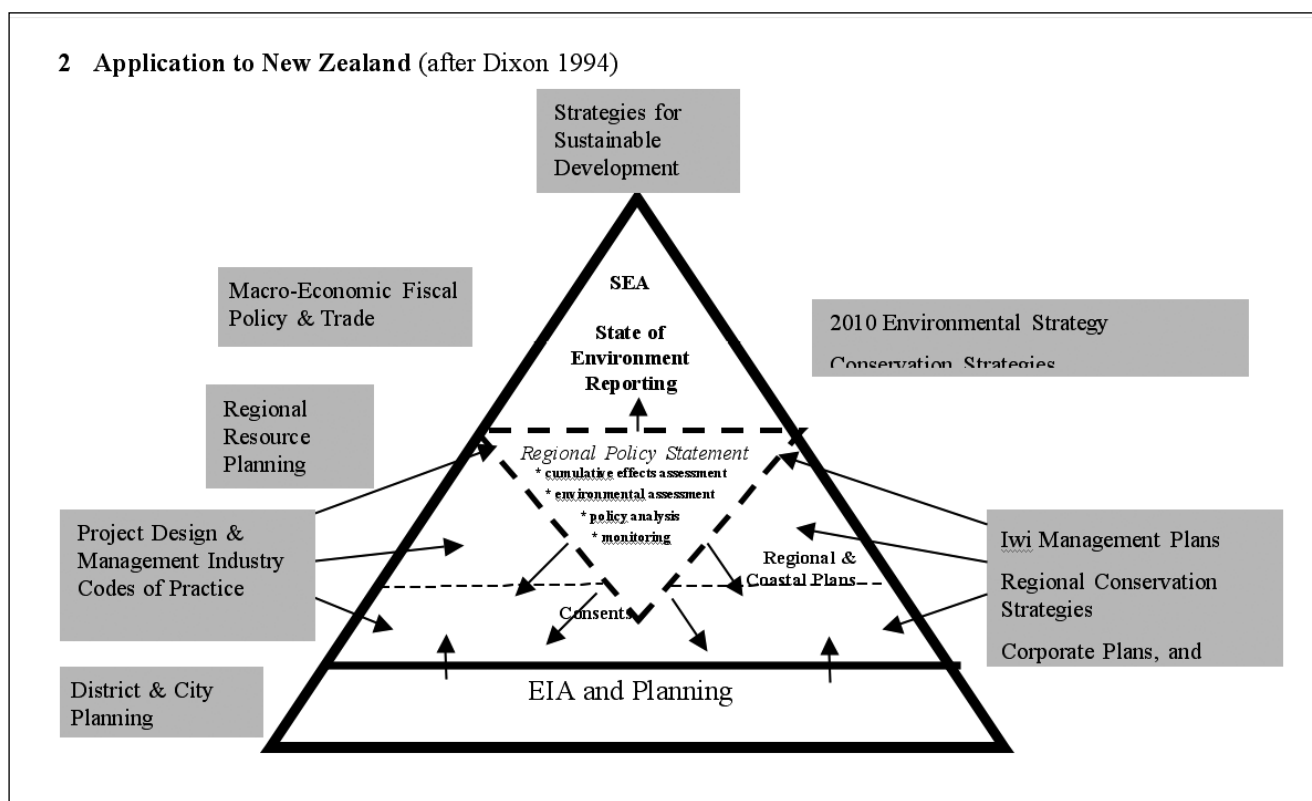 2 Application to New Zealand (after Dixon 1994)
Strategies for
Sustainable
Development
Macro-Economic Fiscal
Policy & Trade
SEA
State of
Environment
Reporting
2010 Environmental Strategy
Conservation Strategies
Regional
Resource
Planning
Regional Policy Statement
* cumulative effects assessment
* environmental assessment
* policy analysis
* monitoring
Project Design &
Management Industry
Codes of Practice
Regional &
Coastal Plans
Iwi Management Plans
Regional Conservation
Strategies
Corporate Plans, and
Consents
District & City
Planning
EIA and Planning